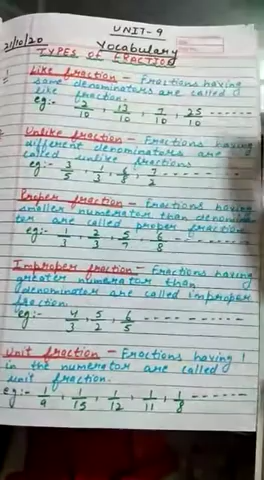 UNIT-9
21/10/20 Vocabulary
TYPES OF FRACTION
Like fraction - Fractions having
same denominators are called
like fraction.
eg:- 2/10, 13/10, 7/10, 25/10 ------
Unlike fraction - Fractions having
different denominators are
called unlike fractions
eg:- 3/5, 1/3, 6/8, 7/2 ------
Proper fraction - Fractions having
smaller numerator than denomina
tor are called proper fraction
eg:- 1/3, 2/3, 5/7, 6/8 ------
Improper fraction - Fractions having
greater numerator than
denominator are called improper
fraction.
eg:- 4/3, 5/2, 6/5 ------
Unit fraction - Fractions having 1
in the numerator are called
unit fraction.
eg:- 1/9, 1/15, 1/12, 1/11, 1/8 ------